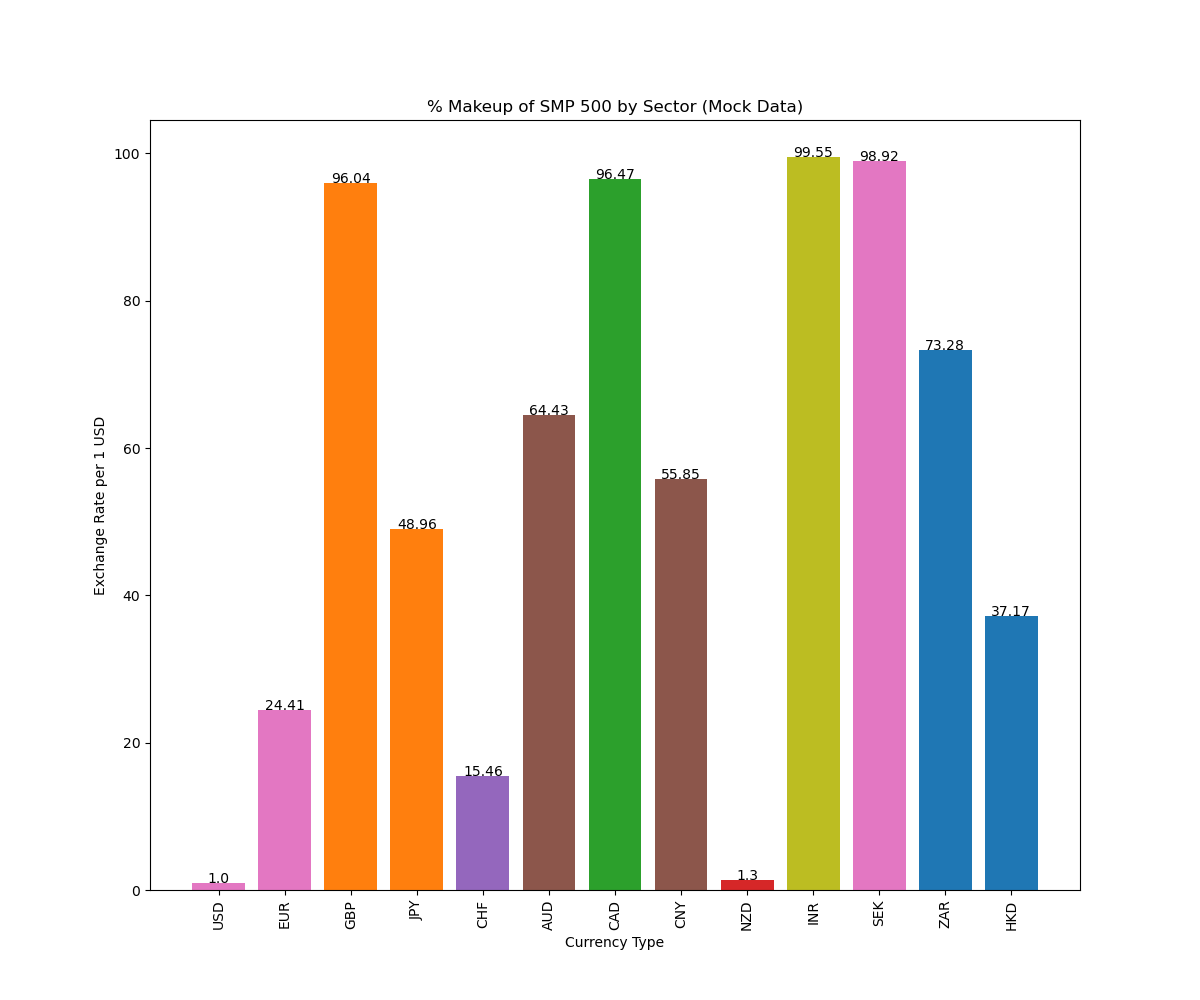 % Makeup of SMP 500 by Sector (Mock Data)
Exchange Rate per 1 USD
100
80
60
40
20
0
1.0
24.41
96.04
48.96
15.46
64.43
96.47
55.85
1.3
99.55
98.92
73.28
37.17
USD
EUR
GBP
JPY
CHF
AUD
CAD
CNY
NZD
INR
SEK
ZAR
HKD
Currency Type